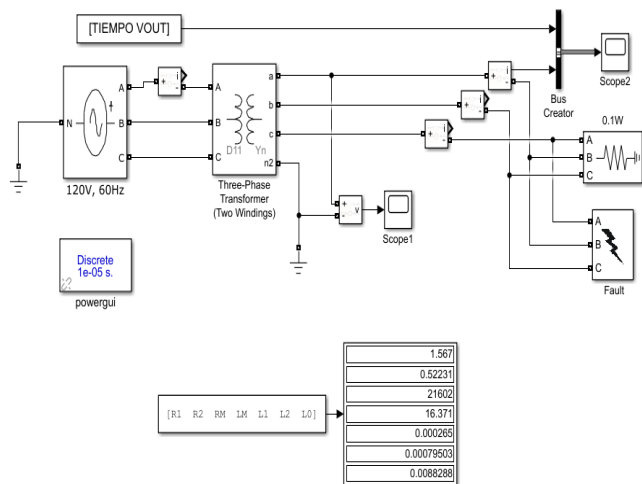 [TIEMPO VOUT]
Scope2
Bus
Creator
i
+
-
A
B
C
N
120V, 60Hz
A
B
C
a
b
c
n2
D11
Yn
Three-Phase
Transformer
(Two Windings)
i
+
-
i
+
-
i
+
-
0.1W
A
B
C
+
-
v
Scope1
A
B
C
Fault
Discrete
1e-05 s.
powergui
[R1 R2 RM LM L1 L2 L0]
1.567
0.52231
21602
16.371
0.000265
0.00079503
0.0088288